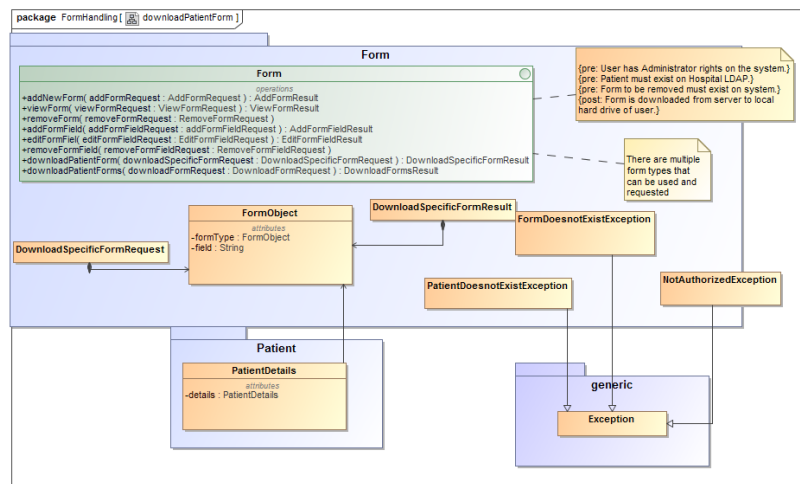 package FormHandling [ downloadPatientForm ]
Form
Form
operations
+addNewForm( addFormRequest : AddFormRequest ) : AddFormResult
+viewForm( viewFormRequest : ViewFormRequest ) : ViewFormResult
+removeForm( removeFormRequest : RemoveFormRequest )
+addFormField( addFormFieldRequest : addFormFieldRequest ) : AddFormFieldResult
+editFormFiel( editFormFieldRequest : EditFormFieldRequest ) : EditFormFieldResult
+removeFormField( removeFormFieldRequest : RemoveFormFieldRequest )
+downloadPatientForm( downloadSpecificFormRequest : DownloadSpecificFormRequest ) : DownloadSpecificFormResult
+downloadPatientForms( downloadFormRequest : DownloadFormRequest ) : DownloadFormsResult
{pre: User has Administrator rights on the system.}
{pre: Patient must exist on Hospital LDAP.}
{pre: Form to be removed must exist on system.}
{post: Form is downloaded from server to local
hard drive of user.}
There are multiple
form types that
can be used and
requested
FormObject
attributes
-formType : FormObject
-field : String
DownloadSpecificFormResult
FormDoesnotExistException
DownloadSpecificFormRequest
PatientDoesnotExistException
NotAuthorizedException
Patient
PatientDetails
attributes
-details : PatientDetails
generic
Exception